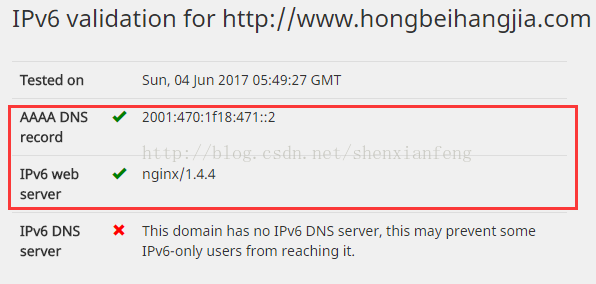 IPv6 validation for http://www.hongbeihangjia.com
Tested on Sun, 04 Jun 2017 05:49:27 GMT
AAAA DNS 2001:470:1f18:471::2
record
http://blog.csdn.net/shenxianfeng
IPv6 web nginx/1.4.4
server
IPv6 DNS This domain has no IPv6 DNS server, this may prevent some
server IPv6-only users from reaching it.